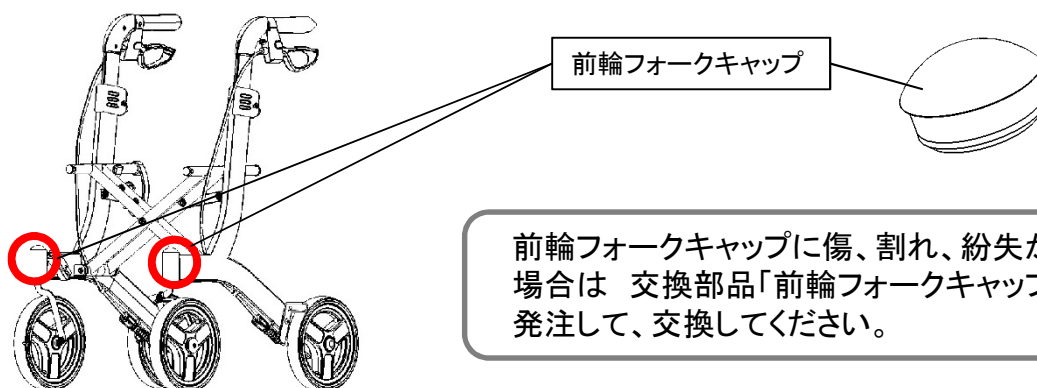 前輪フォークキャップ
前輪フォークキャップに傷、割れ、紛失が
場合は 交換部品「前輪フォークキャップ
発注して、交換してください。